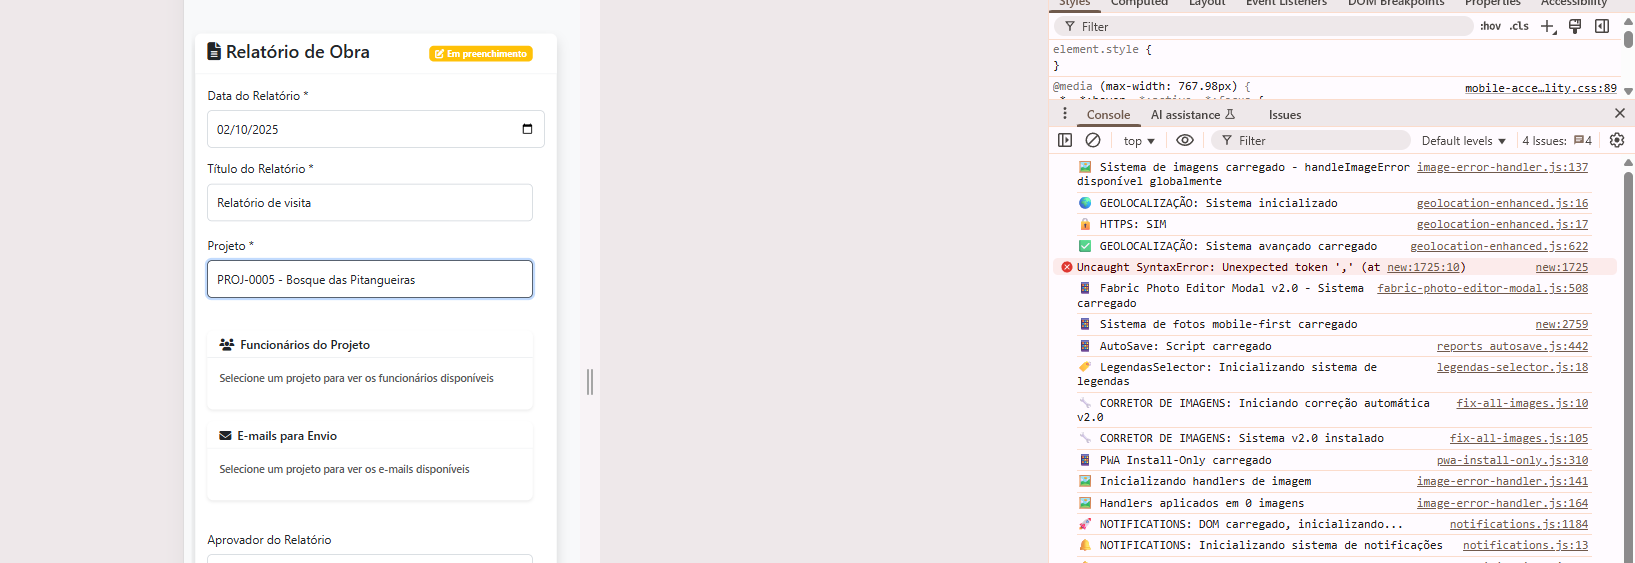 Relatório de Obra
Em preenchimento
Data do Relatório *
02/10/2025
Título do Relatório *
Relatório de visita
Projeto *
PROJ-0005 - Bosque das Pitangueiras
Funcionários do Projeto
Selecione um projeto para ver os funcionários disponíveis
E-mails para Envio
Selecione um projeto para ver os e-mails disponíveis
Aprovador do Relatório
Styles Computed Layout Event Listeners DOM Breakpoints Properties Accessibility
Filter :hov .cls
element.style {
}
@media (max-width: 767.98px) { mobile-acce…lity.css:89
Console AI assistance Issues
top Filter Default levels 4 Issues: 4
Sistema de imagens carregado - handleImageError image-error-handler.js:137
disponível globalmente
GEOLOCALIZAÇÃO: Sistema inicializado geolocation-enhanced.js:16
HTTPS: SIM geolocation-enhanced.js:17
GEOLOCALIZAÇÃO: Sistema avançado carregado geolocation-enhanced.js:622
Uncaught SyntaxError: Unexpected token ',' (at new:1725:10) new:1725
Fabric Photo Editor Modal v2.0 - Sistema fabric-photo-editor-modal.js:508
carregado
Sistema de fotos mobile-first carregado new:2759
AutoSave: Script carregado reports_autosave.js:442
LegendasSelector: Inicializando sistema de legendas-selector.js:18
legendas
CORRETOR DE IMAGENS: Iniciando correção automática fix-all-images.js:10
v2.0
CORRETOR DE IMAGENS: Sistema v2.0 instalado fix-all-images.js:105
PWA Install-Only carregado pwa-install-only.js:310
Inicializando handlers de imagem image-error-handler.js:141
Handlers aplicados em 0 imagens image-error-handler.js:164
NOTIFICATIONS: DOM carregado, inicializando... notifications.js:1184
NOTIFICATIONS: Inicializando sistema de notificações notifications.js:13